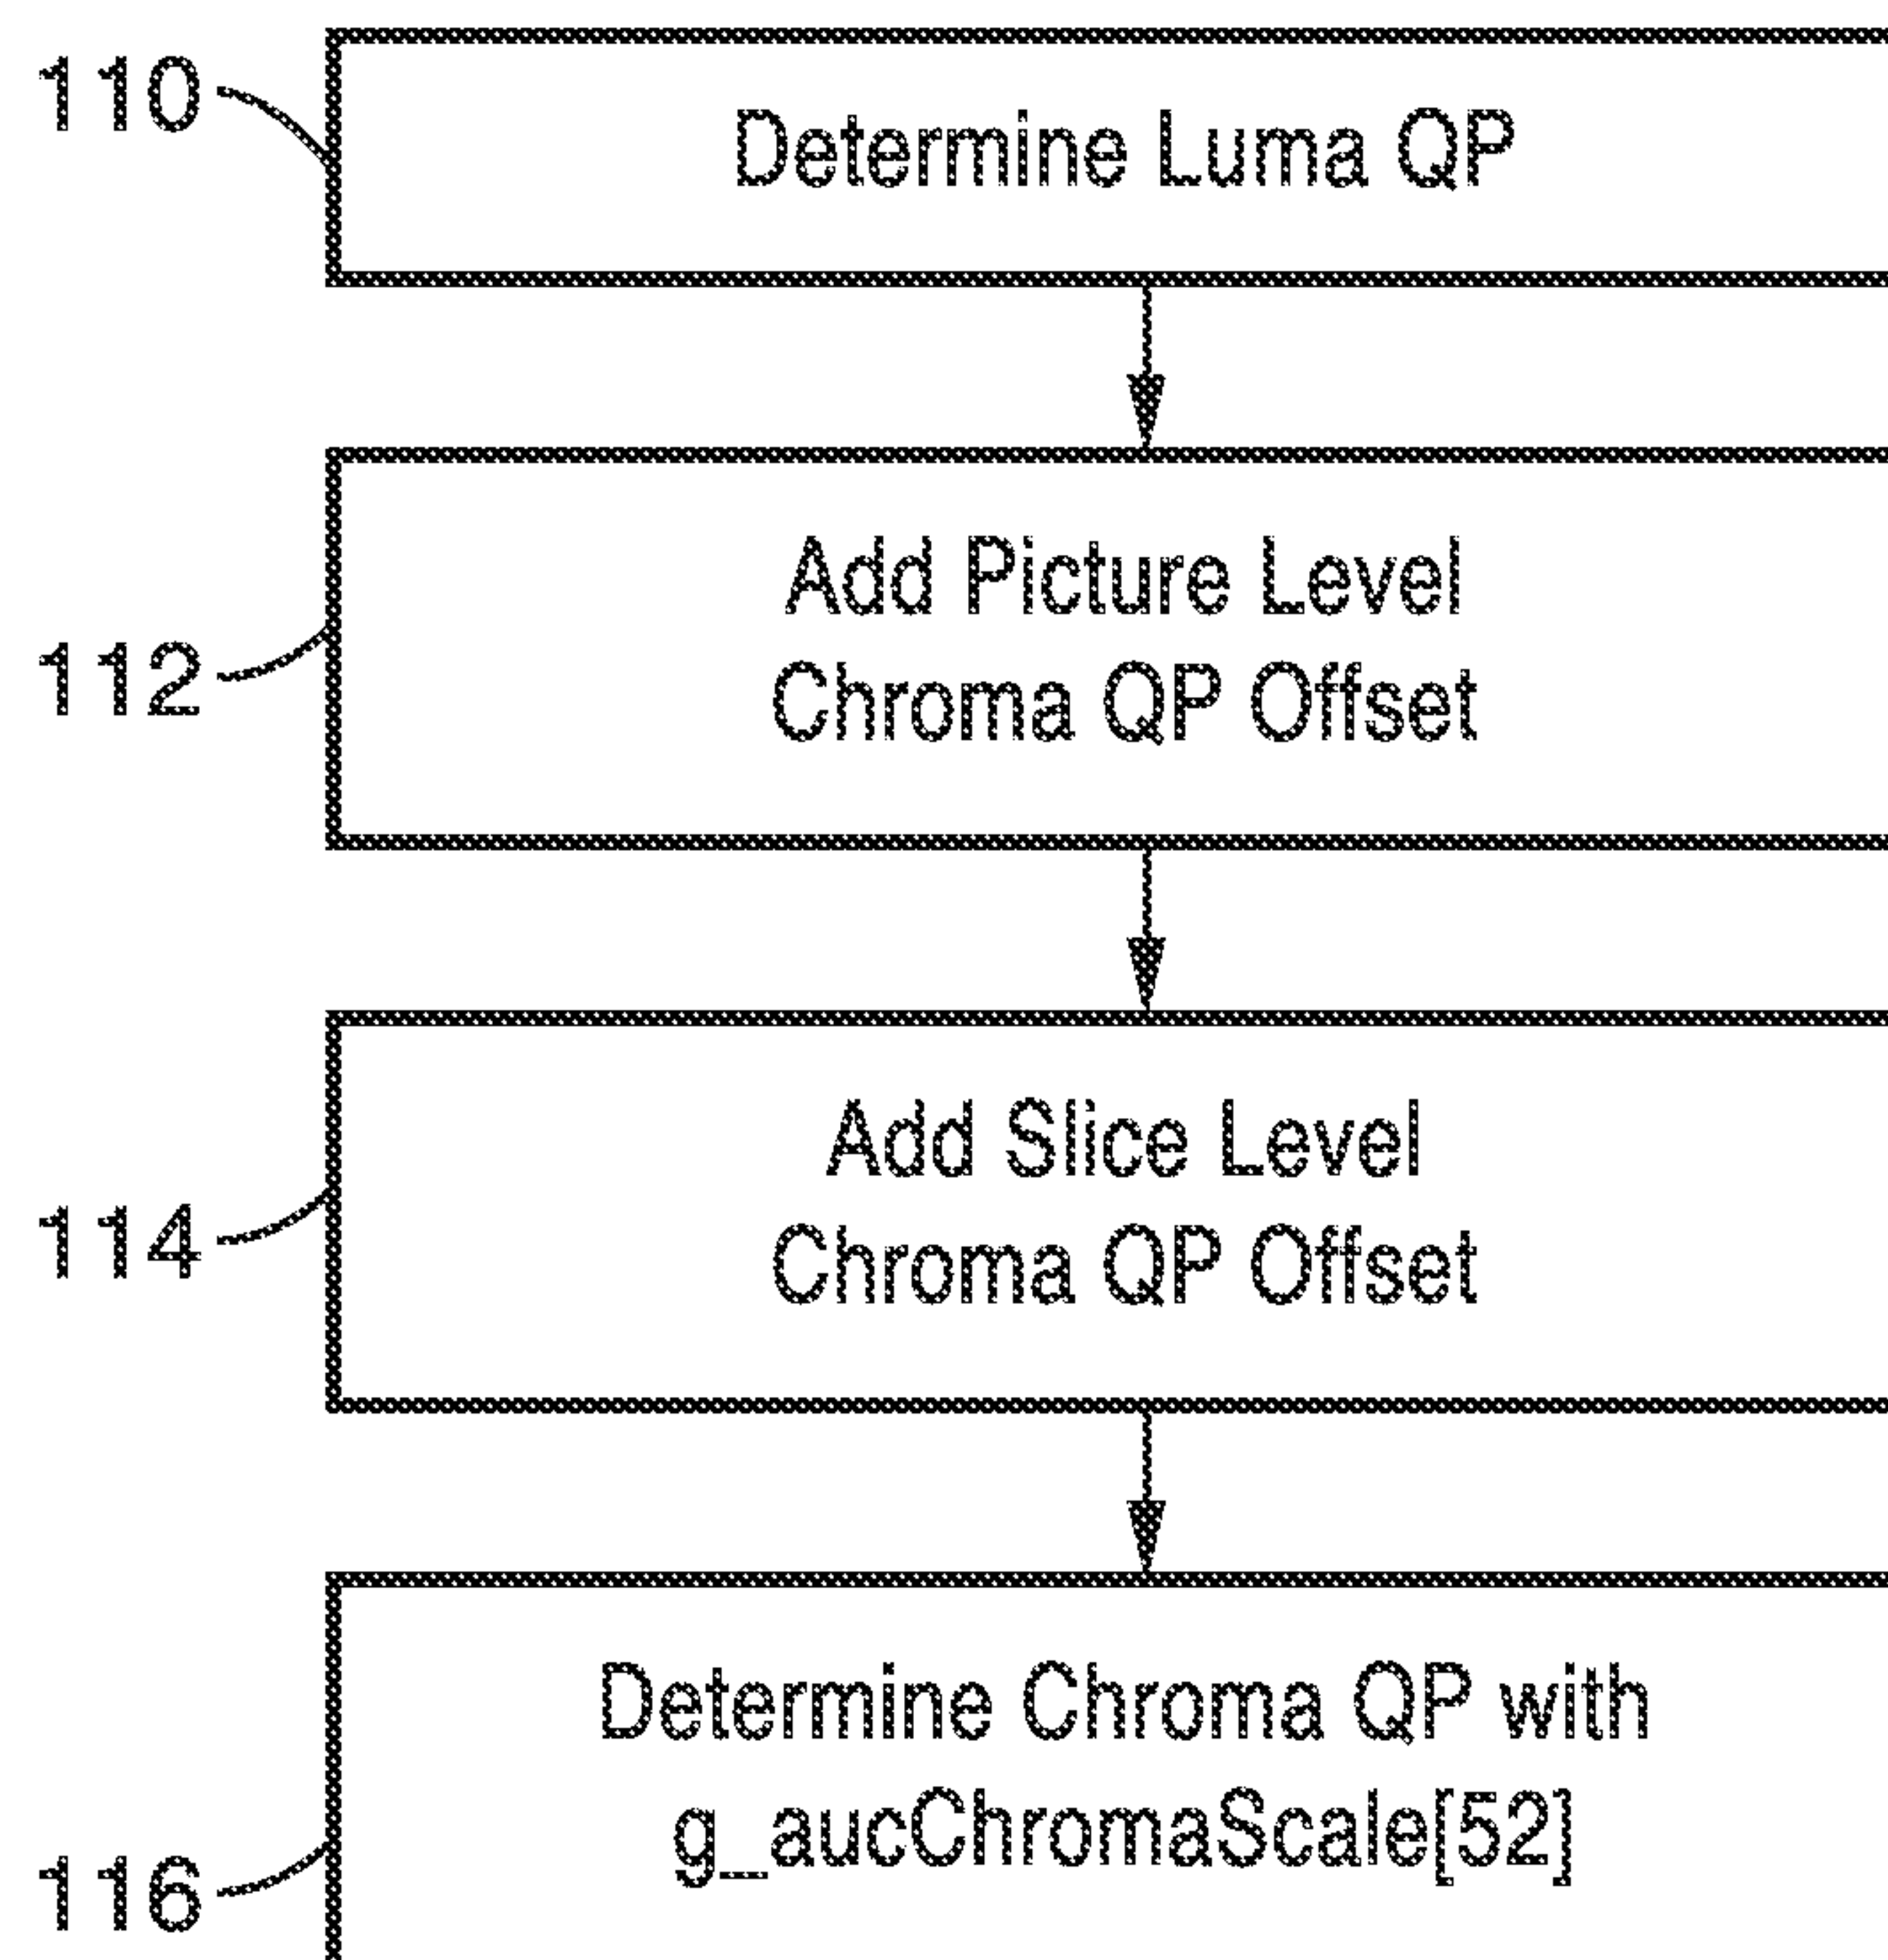 110
Determine Luma QP
112
Add Picture Level
Chroma QP Offset
114
Add Slice Level
Chroma QP Offset
116
Determine Chroma QP with
g_aucChromaScale[52]